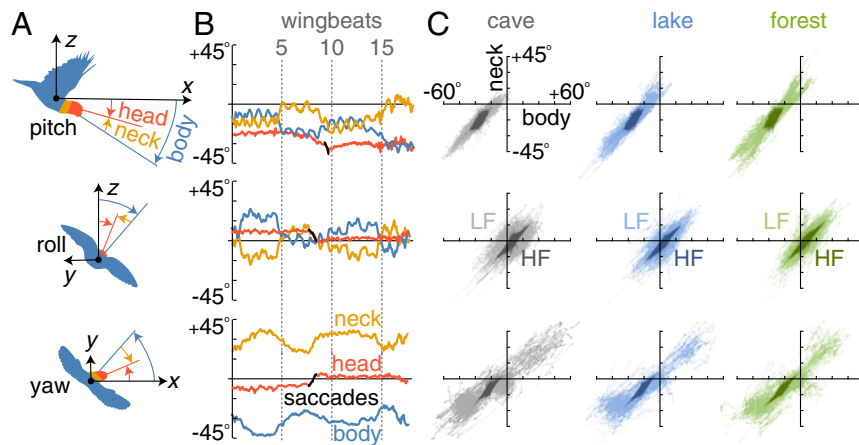 A
z
x
head
neck
body
pitch
z
roll
y
y
yaw
x
B
wingbeats
5 10 15
+45°
-45°
+45°
-45°
+45°
neck
head
saccades
-45°
body
C
cave
lake
forest
+45°
neck
-60°
+60°
body
-45°
LF
HF
LF
HF
LF
HF